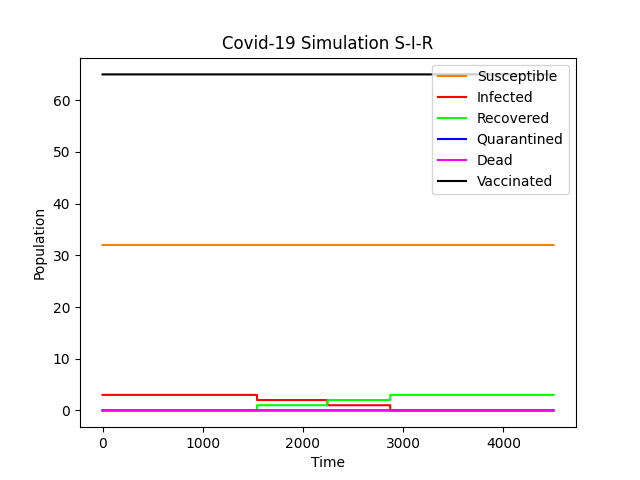 Covid-19 Simulation S-I-R
Susceptible
Infected
Recovered
Quarantined
Dead
Vaccinated
60
50
40
30
20
10
0
Population
0 1000 2000 3000 4000
Time